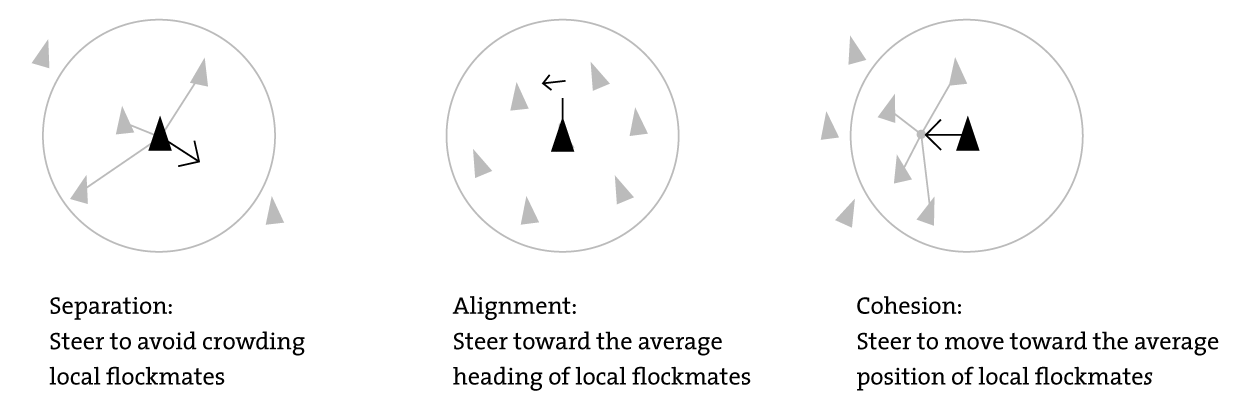 Separation:
Steer to avoid crowding
local flockmates
Alignment:
Steer toward the average
heading of local flockmates
Cohesion:
Steer to move toward the average
position of local flockmates